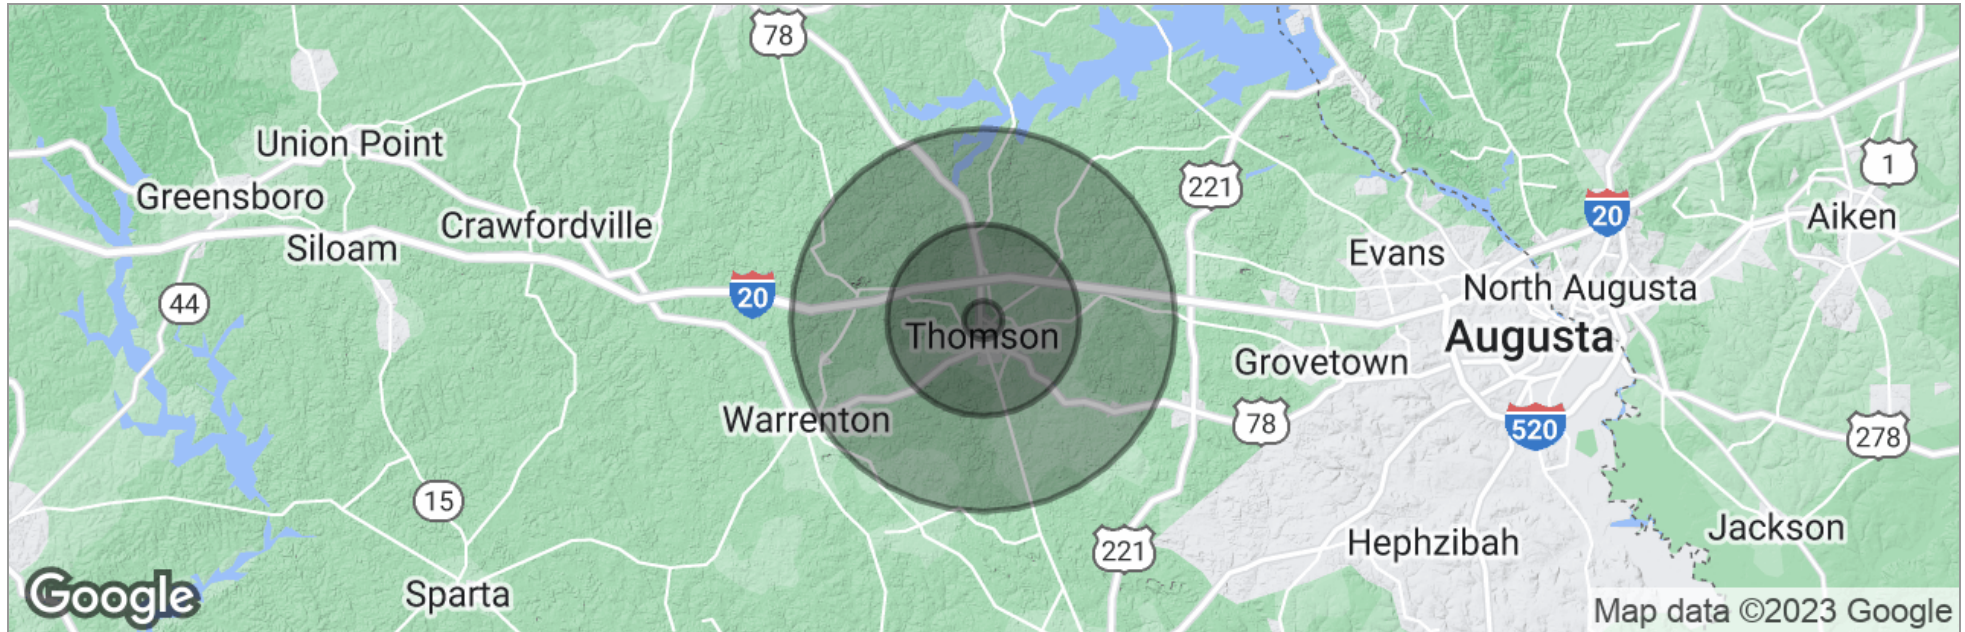 78
Union Point
1
Greensboro
221
20
Aiken
Crawfordville
Siloam
Evans
44
20
North Augusta
Thomson
Augusta
Grovetown
Warrenton
78
520
278
15
Jackson
221
Hephzibah
Sparta
Google
Map data ©2023 Google